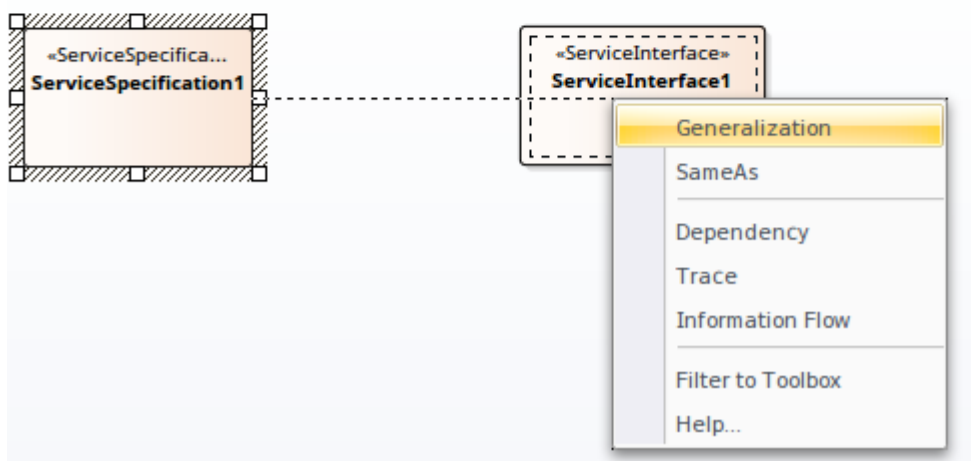 «ServiceSpecifica...
ServiceSpecification1
«ServiceInterface»
ServiceInterface1
Generalization
SameAs
Dependency
Trace
Information Flow
Filter to Toolbox
Help...